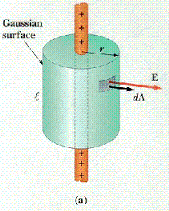 Gaussian
surface
+
+
+
r
E
dA
ℓ
+
+
+
(a)